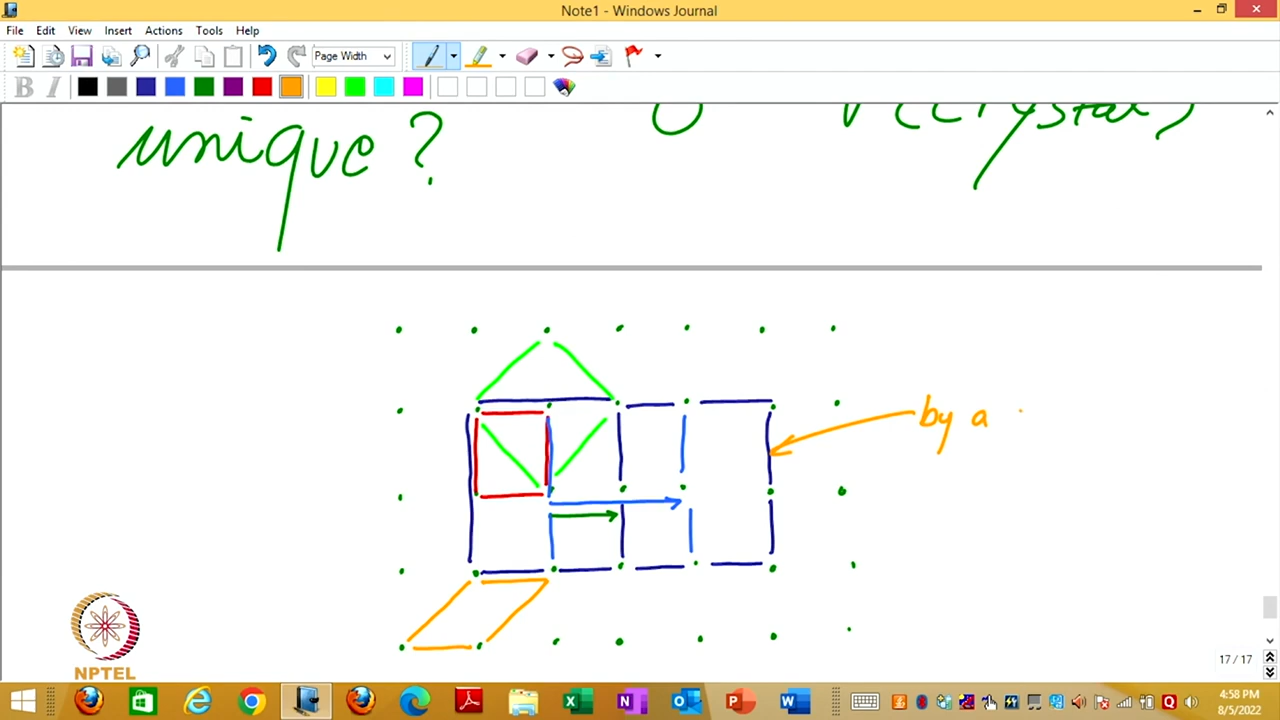 Note1 - Windows Journal
File Edit View Insert Actions Tools Help
Page Width
B I
unique ?
by a
NPTEL
17 / 17
4:58 PM
8/5/2022